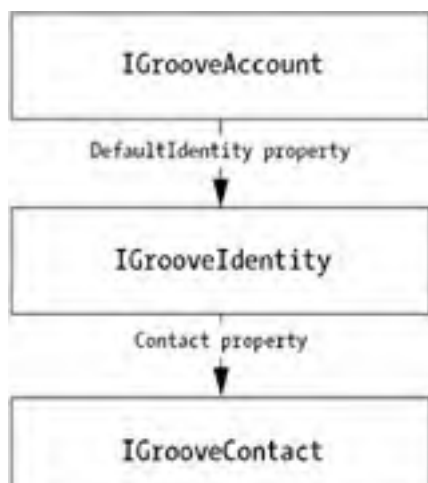 IGrooveAccount
DefaultIdentity property
IGrooveIdentity
Contact property
IGrooveContact